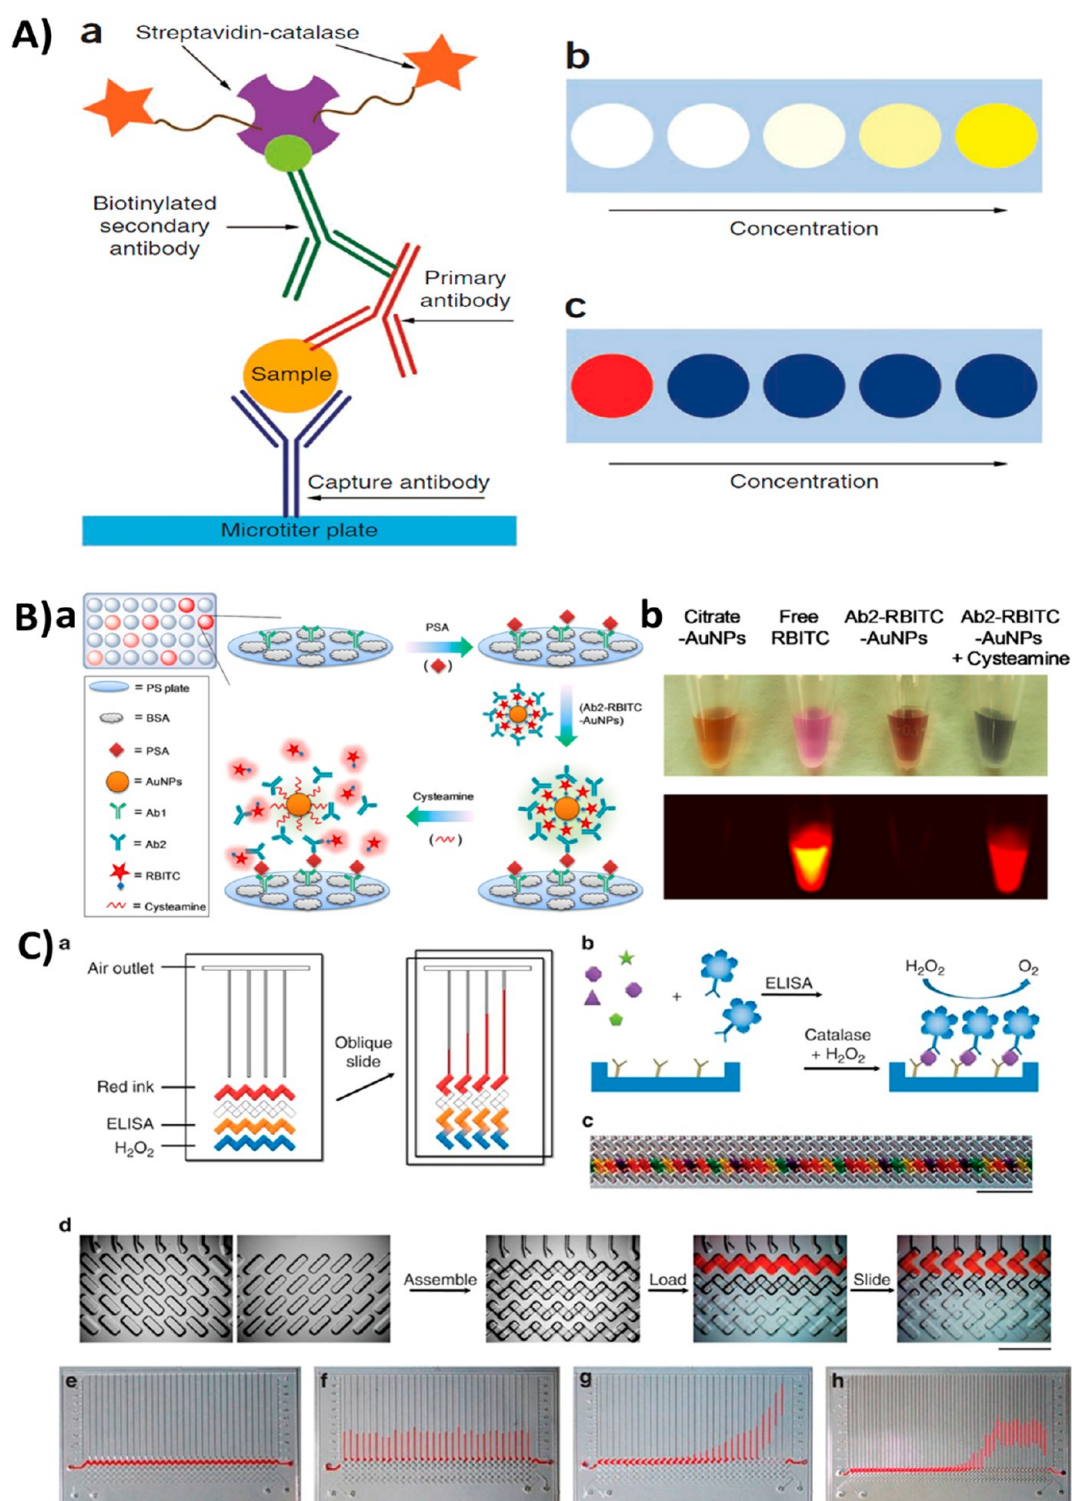 A)
a
Streptavidin-catalase
Biotinylated
secondary
antibody
Primary
antibody
Sample
Capture antibody
Microtiter plate
b
Concentration
c
Concentration
B)
a
PSA
(Ab2-RBITC
-AuNPs)
Cysteamine
= PS plate
= BSA
= PSA
= AuNPs
= Ab1
= Ab2
= RBITC
= Cysteamine
b
Citrate
-AuNPs
Free
RBITC
Ab2-RBITC
-AuNPs
Ab2-RBITC
-AuNPs
+ Cysteamine
C)
a
Air outlet
Red ink
ELISA
H₂O₂
Oblique
slide
b
+
ELISA
Catalase
+ H₂O₂
H₂O₂
O₂
c
d
Assemble
Load
Slide
e
f
g
h